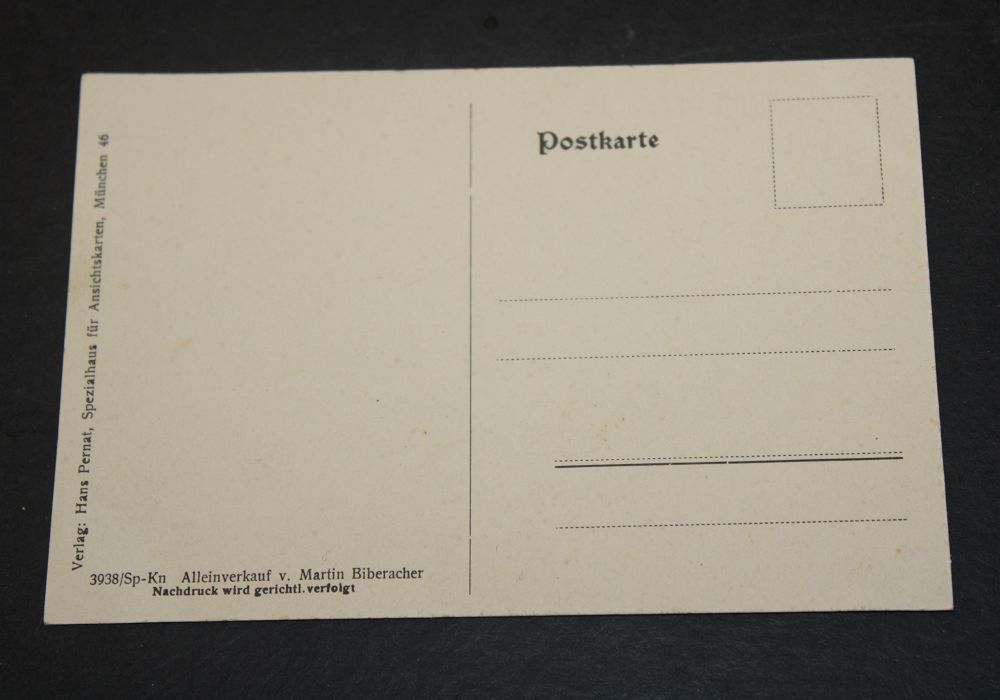 Postkarte
Verlag: Hans Pernat, Spezialhaus für Ansichtskarten, München 46
3938/Sp-Kn Alleinverkauf v. Martin Biberacher
Nachdruck wird gerichtl. verfolgt